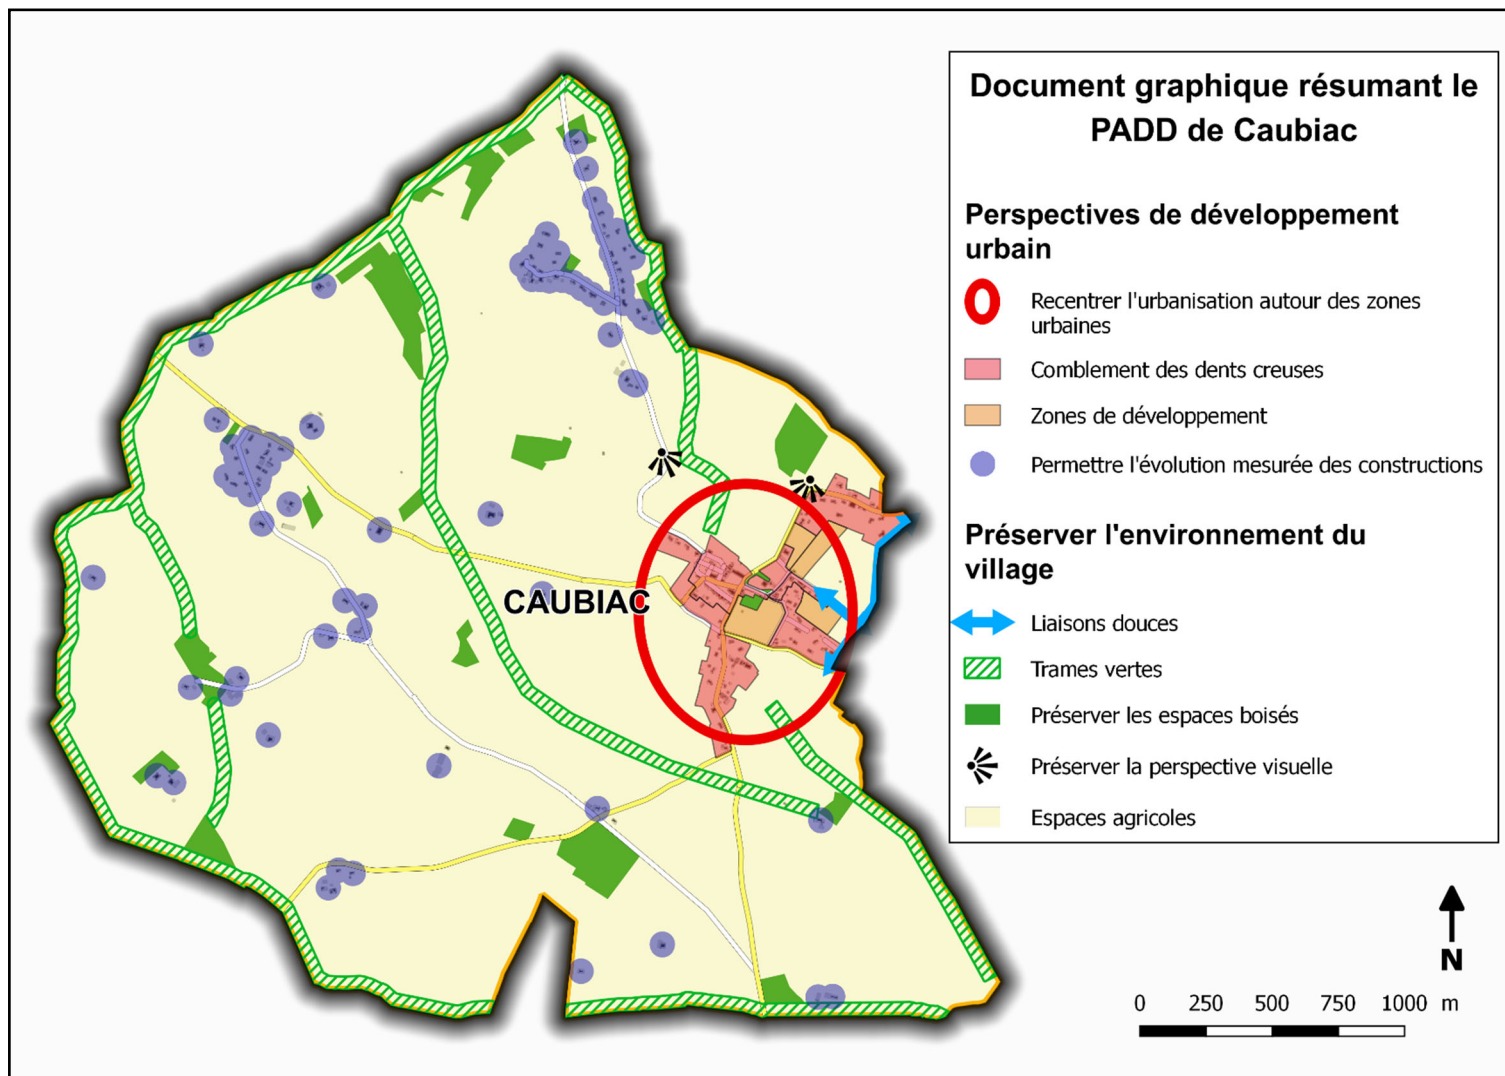 Document graphique résumant le
PADD de Caubiac
Perspectives de développement
urbain
Recentrer l'urbanisation autour des zones
urbaines
Comblement des dents creuses
Zones de développement
Permettre l'évolution mesurée des constructions
Préserver l'environnement du
village
Liaisons douces
Trames vertes
Préserver les espaces boisés
Préserver la perspective visuelle
Espaces agricoles
CAUBIAC
N
0 250 500 750 1000 m